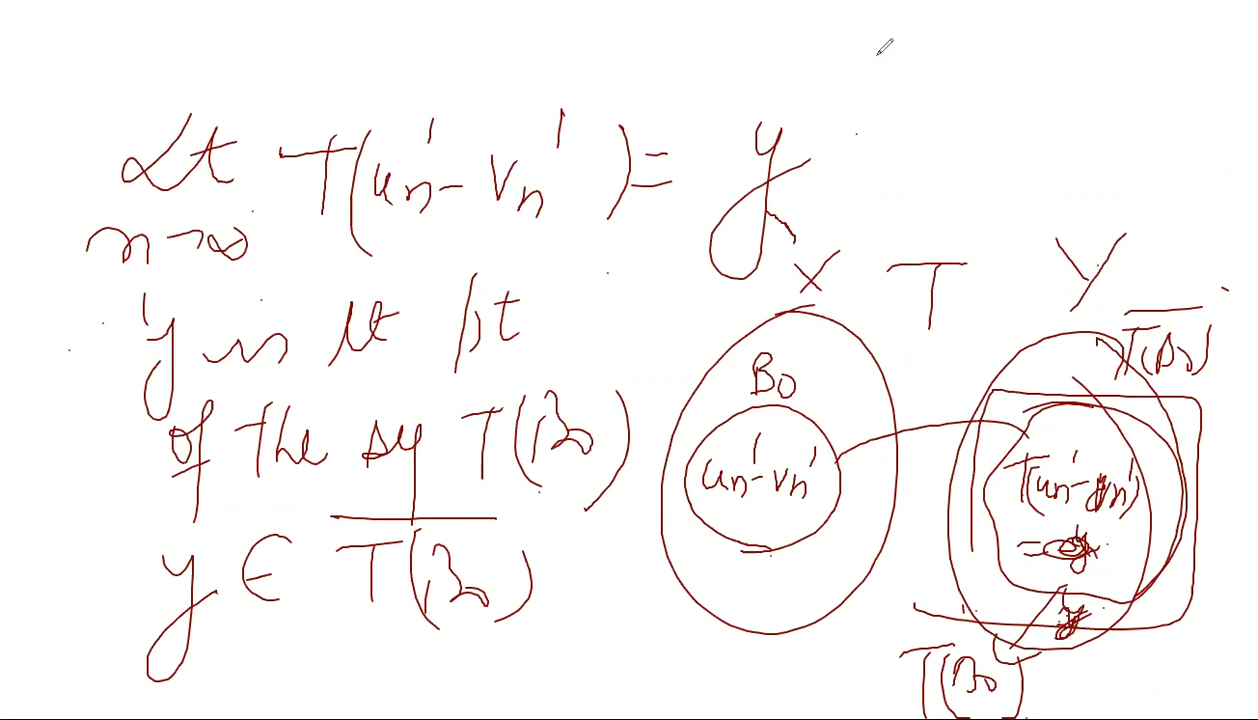 Lt T(un' - vn') = y
n→∞
X T Y
y is lt pt
T(B0)
B0
of the sq T(B0)
un' - vn'
T(un' - vn')
= y
y ∈ T(B0)
y
T(B0)